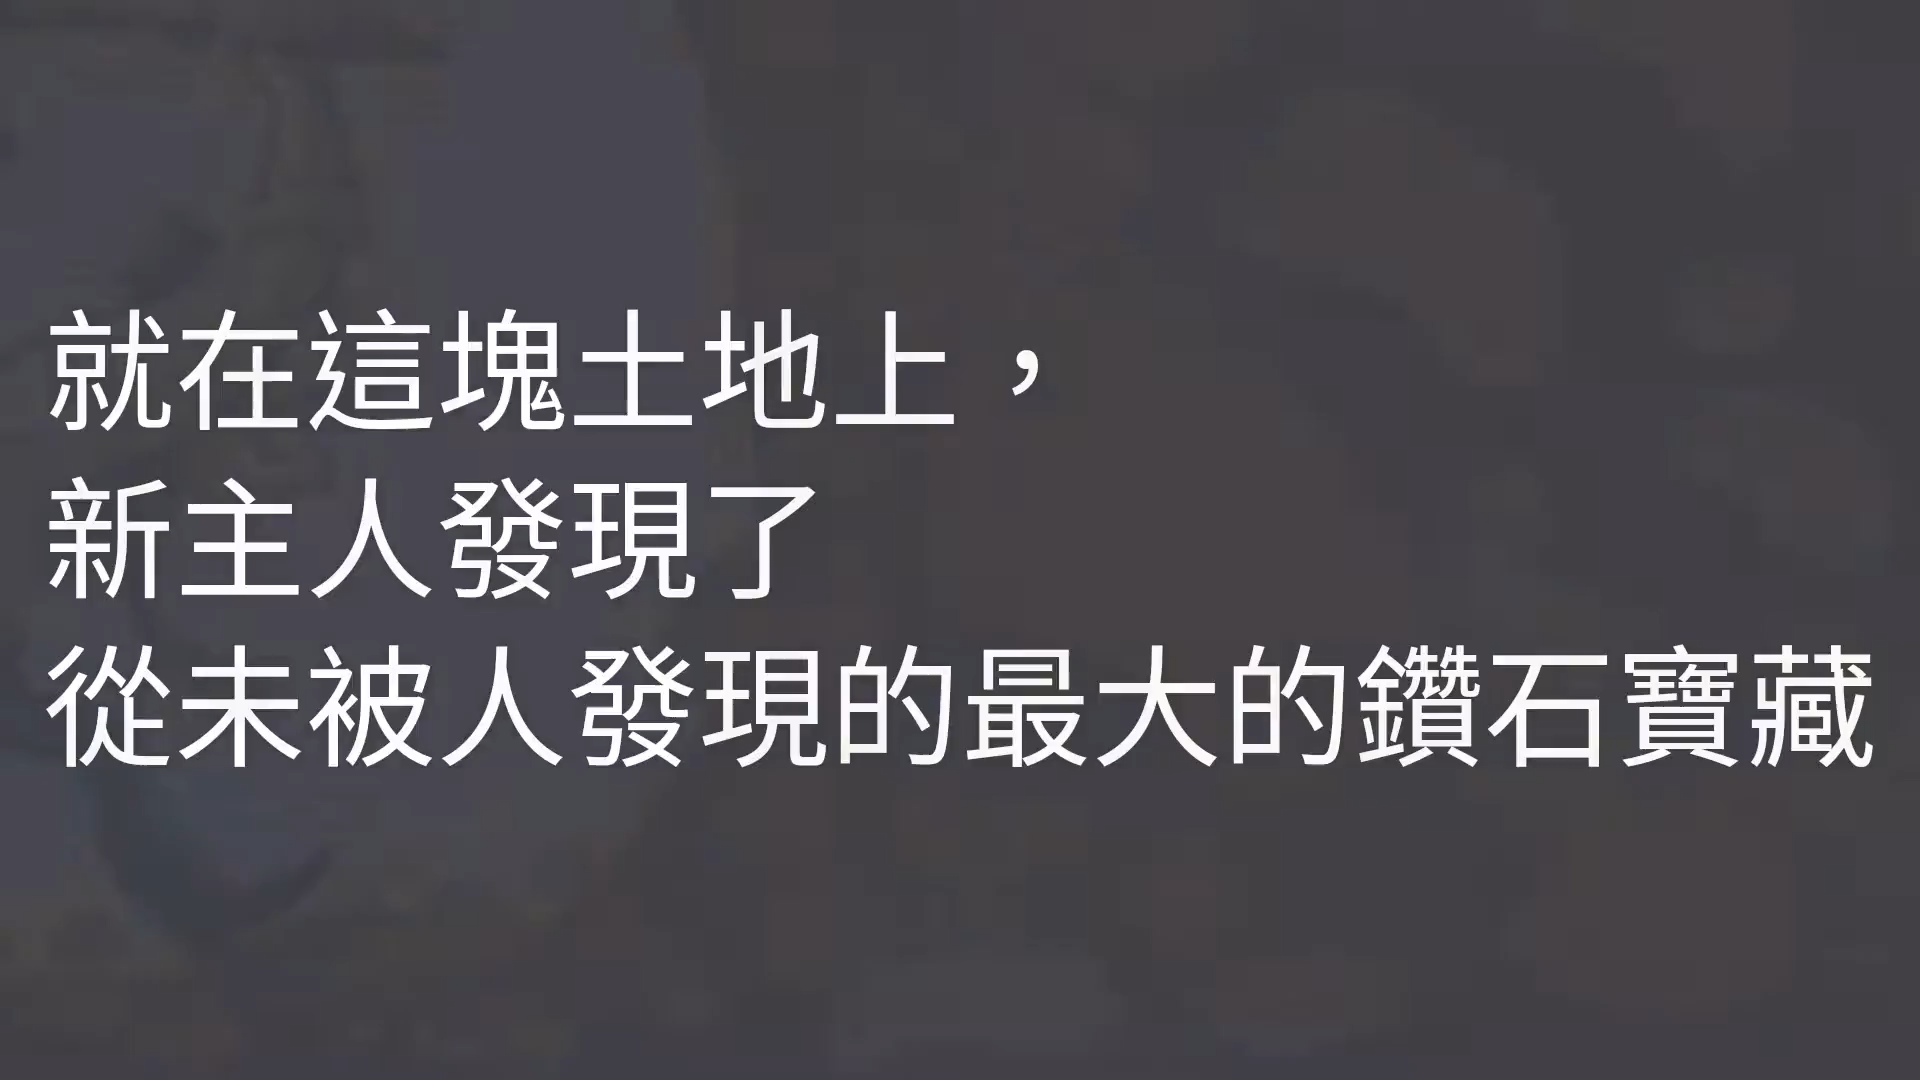 就在這塊土地上，
新主人發現了
從未被人發現的最大的鑽石寶藏